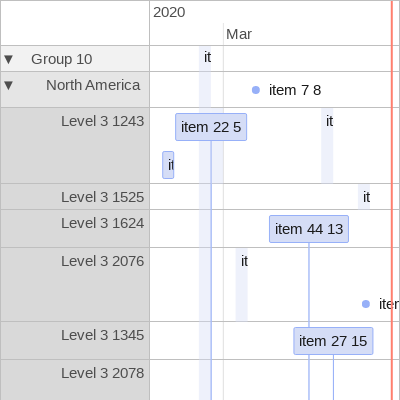 2020
Mar
▼ Group 10 it
▼ North America item 7 8
Level 3 1243 item 22 5 it
it
Level 3 1525 it
Level 3 1624 item 44 13
Level 3 2076 it
Level 3 1345 item 27 15
Level 3 2078